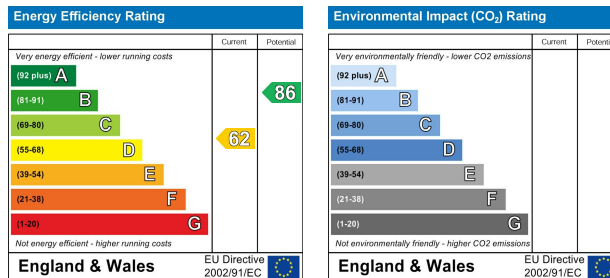 Energy Efficiency Rating
Current Potential
Very energy efficient - lower running costs
(92 plus) A
(81-91) B
(69-80) C
(55-68) D
(39-54) E
(21-38) F
(1-20) G
62
86
Not energy efficient - higher running costs
England & Wales
EU Directive
2002/91/EC
Environmental Impact (CO₂) Rating
Current Potential
Very environmentally friendly - lower CO2 emissions
(92 plus) A
(81-91) B
(69-80) C
(55-68) D
(39-54) E
(21-38) F
(1-20) G
Not environmentally friendly - higher CO2 emissions
England & Wales
EU Directive
2002/91/EC